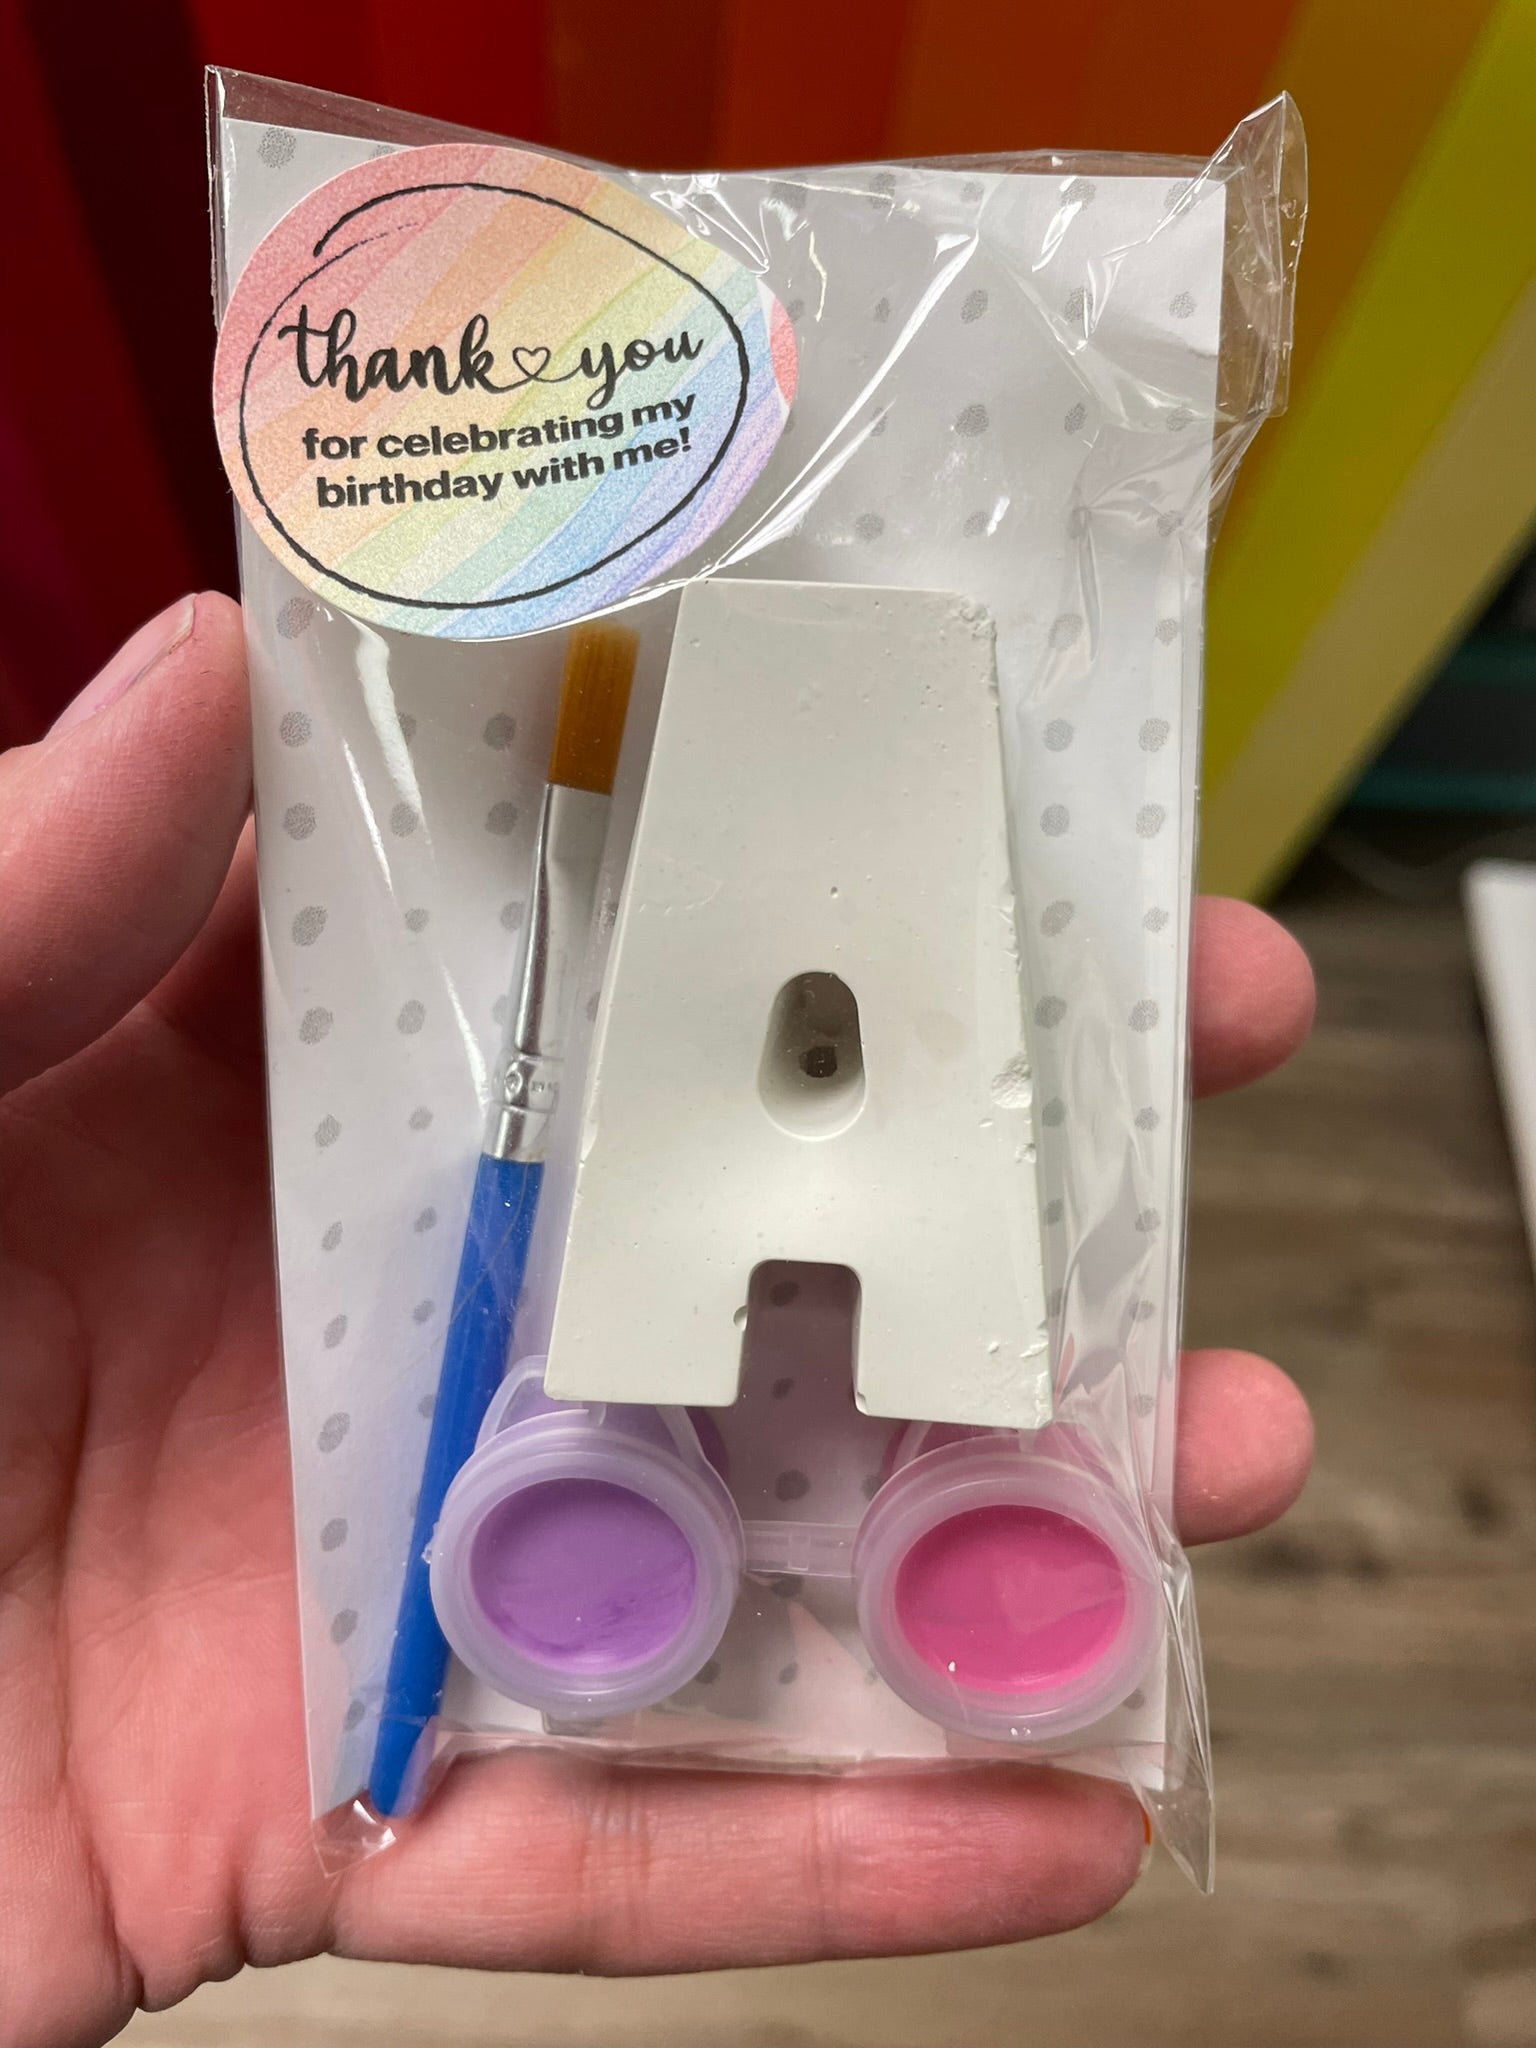 thank you
for celebrating my
birthday with me!
A